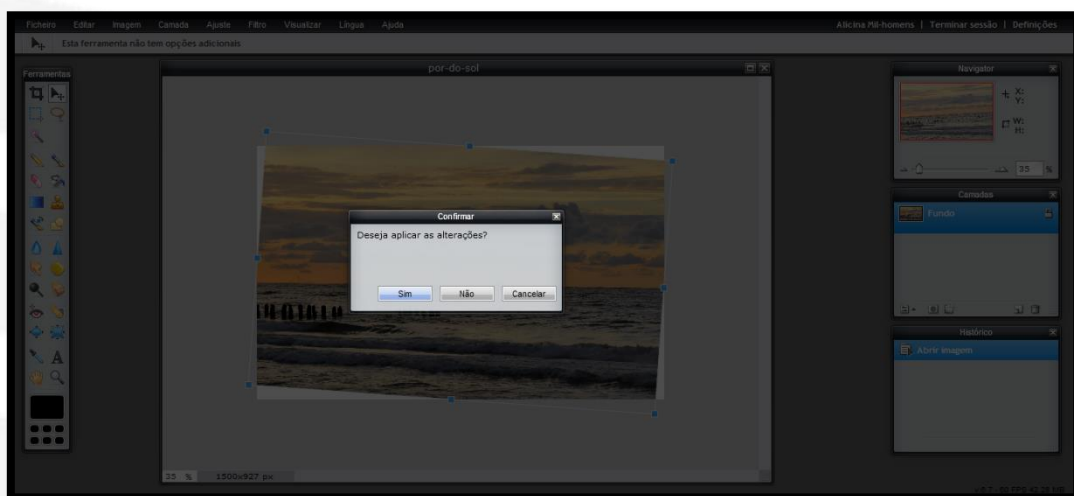 Ficheiro Editar Imagem Camada Ajuste Filtro Visualizar Língua Ajuda
Alicina Mil-homens | Terminar sessão | Definições
Esta ferramenta não tem opções adicionais
Ferramentas
por-do-sol
Navigator
X:
Y:
W:
H:
35 %
Confirmar
Deseja aplicar as alterações?
Sim Não Cancelar
Camadas
Fundo
Histórico
Abrir imagem
A
35 % 1500x927 px